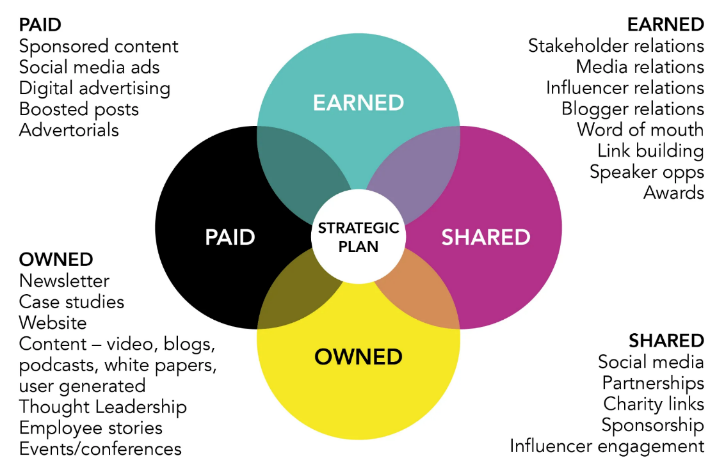 PAID
Sponsored content
Social media ads
Digital advertising
Boosted posts
Advertorials
EARNED
Stakeholder relations
Media relations
Influencer relations
Blogger relations
Word of mouth
Link building
Speaker opps
Awards
EARNED
PAID
STRATEGIC
PLAN
SHARED
OWNED
OWNED
Newsletter
Case studies
Website
Content – video, blogs,
podcasts, white papers,
user generated
Thought Leadership
Employee stories
Events/conferences
SHARED
Social media
Partnerships
Charity links
Sponsorship
Influencer engagement